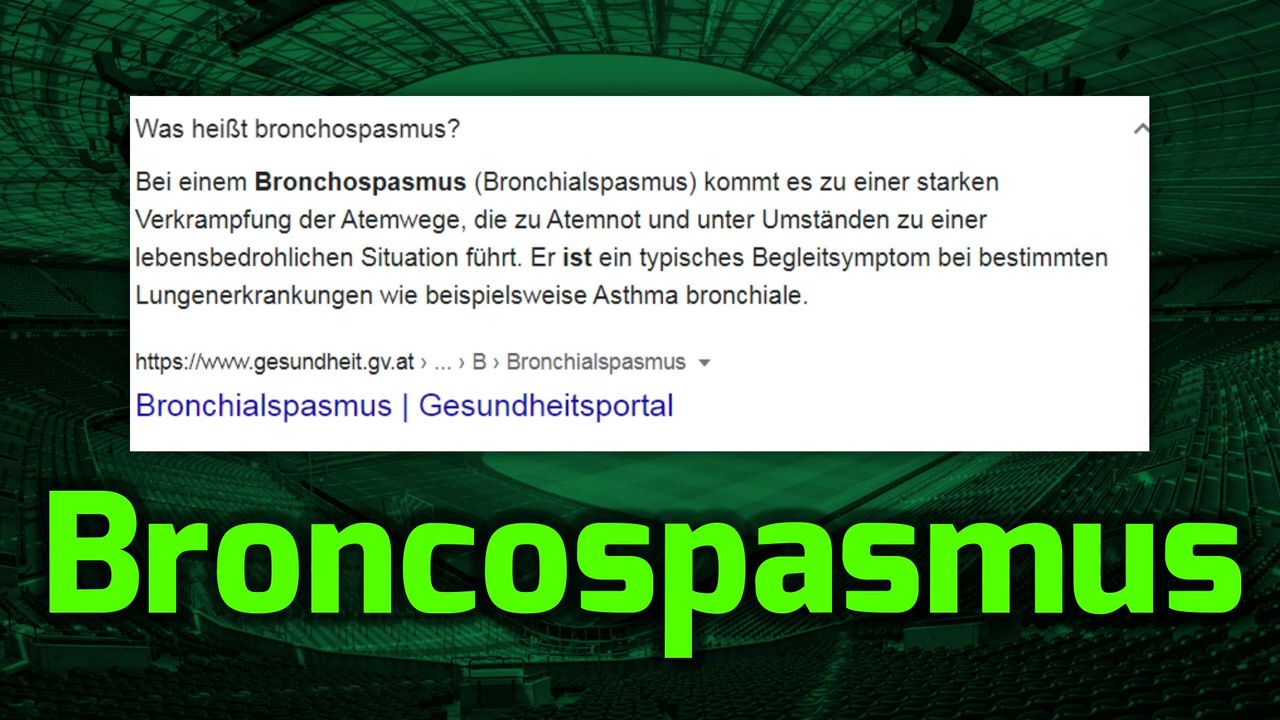 Was heißt bronchospasmus?
Bei einem Bronchospasmus (Bronchialspasmus) kommt es zu einer starken
Verkrampfung der Atemwege, die zu Atemnot und unter Umständen zu einer
lebensbedrohlichen Situation führt. Er ist ein typisches Begleitsymptom bei bestimmten
Lungenerkrankungen wie beispielsweise Asthma bronchiale.
https://www.gesundheit.gv.at › ... › B › Bronchialspasmus
Bronchialspasmus | Gesundheitsportal
Broncospasmus